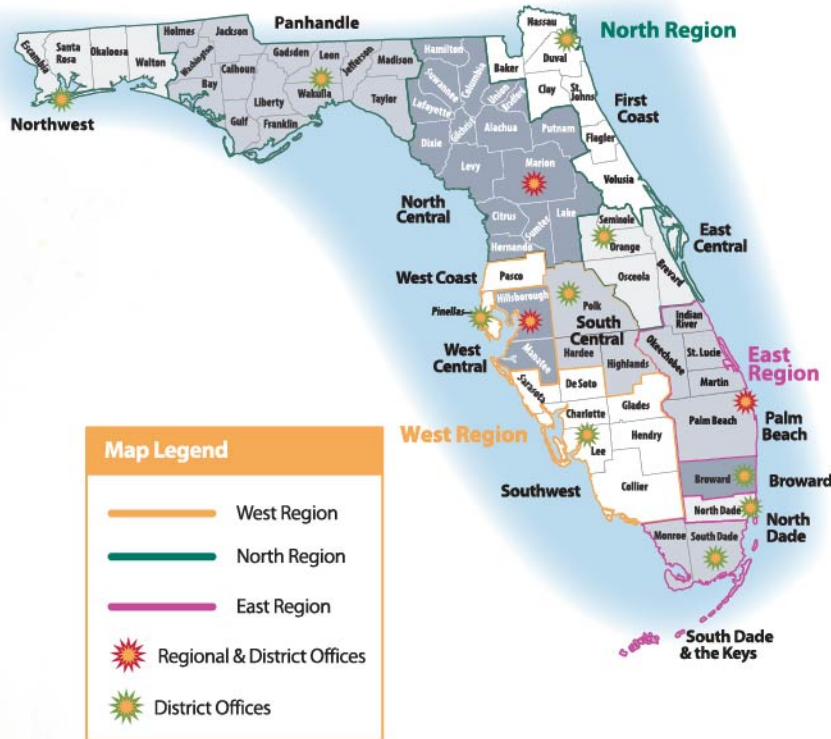 Panhandle
Nassau
North Region
Holmes
Jackson
Escambia
Santa
Rosa
Okaloosa
Walton
Washington
Gadsden
Leon
Jefferson
Madison
Hamilton
Duval
Baker
Calhoun
Bay
Wakulla
Suwannee
Columbia
Union
Bradford
Clay
St. Johns
First
Coast
Northwest
Liberty
Taylor
Lafayette
Gulf
Franklin
Gilchrist
Alachua
Putnam
Flagler
Dixie
Levy
Marion
Volusia
North
Central
Citrus
Sumter
Lake
Seminole
Orange
East
Central
Hernando
West Coast
Pasco
Osceola
Brevard
Pinellas
Hillsborough
Polk
South
Central
Indian
River
West
Central
Manatee
Hardee
Highlands
Okeechobee
St. Lucie
East
Region
Sarasota
De Soto
Martin
Charlotte
Glades
Palm Beach
Palm
Beach
West Region
Lee
Hendry
Southwest
Collier
Broward
Broward
North Dade
North
Dade
Monroe
South Dade
South Dade
& the Keys
Map Legend
West Region
North Region
East Region
Regional & District Offices
District Offices